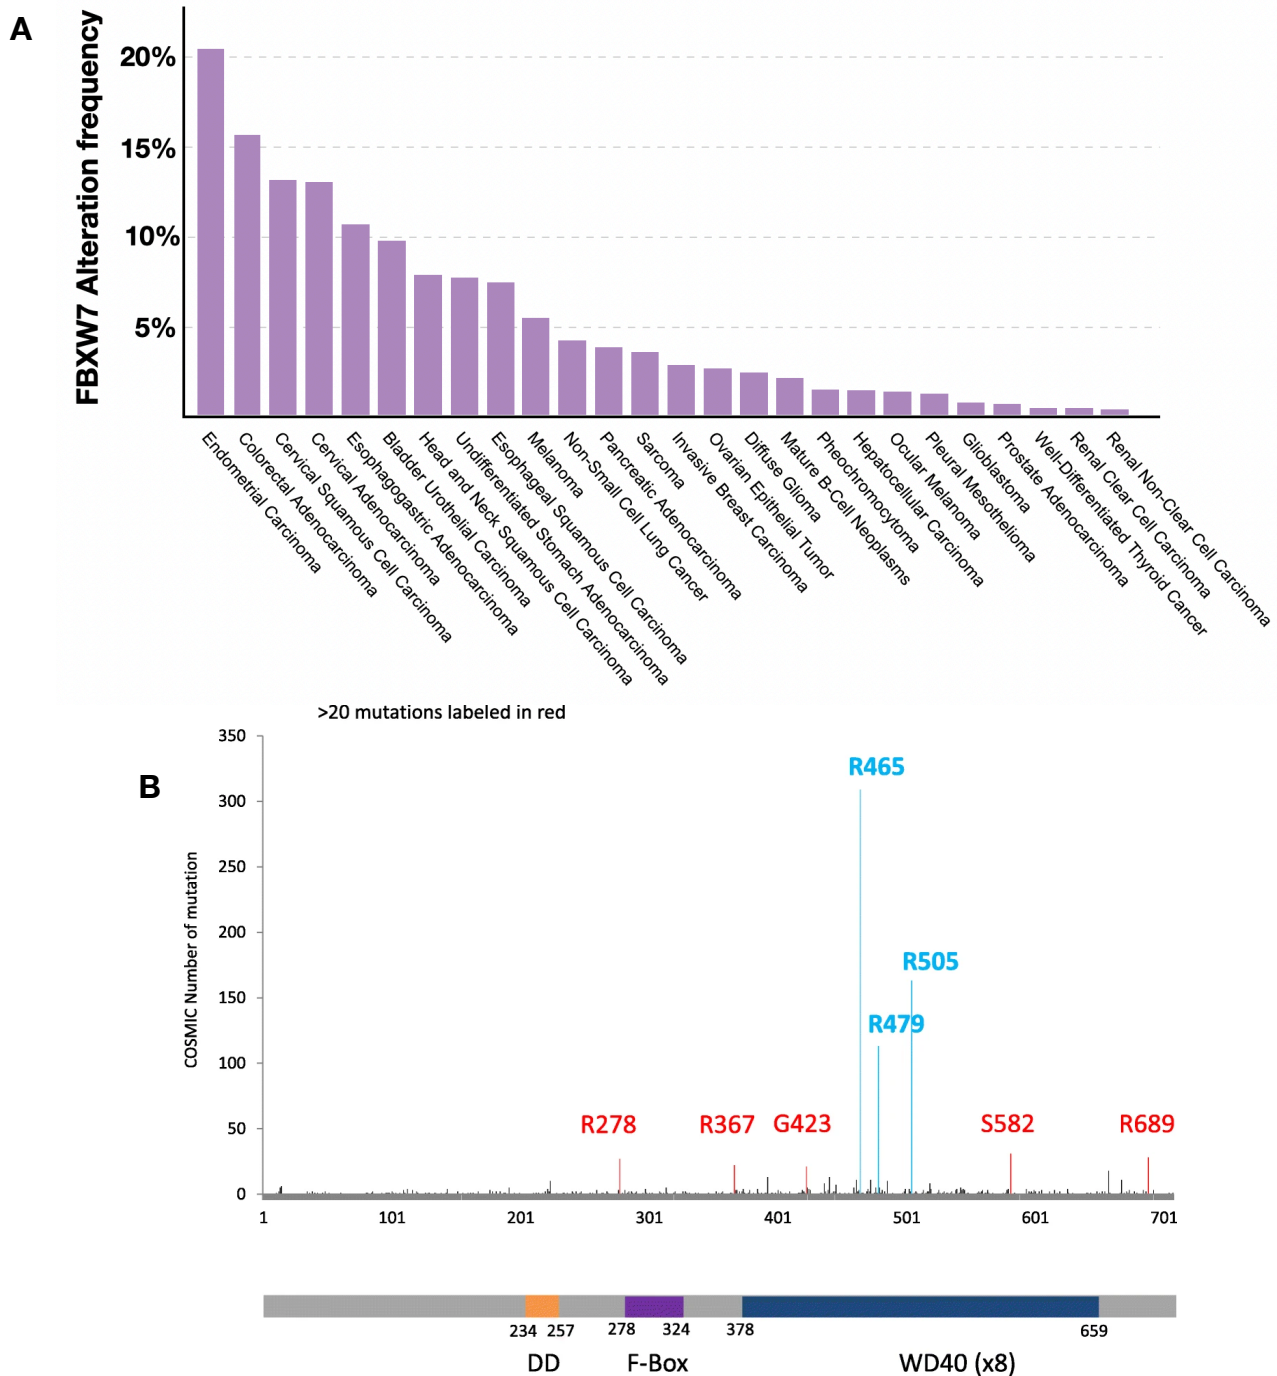 A
FBXW7 Alteration frequency
20%
15%
10%
5%
Endometrial Carcinoma
Colorectal Adenocarcinoma
Cervical Squamous Cell Carcinoma
Cervical Adenocarcinoma
Esophagogastric Adenocarcinoma
Bladder Urothelial Carcinoma
Head and Neck Squamous Cell Carcinoma
Undifferentiated Stomach Adenocarcinoma
Esophageal Squamous Cell Carcinoma
Melanoma
Non-Small Cell Lung Cancer
Pancreatic Adenocarcinoma
Sarcoma
Invasive Breast Carcinoma
Ovarian Epithelial Tumor
Diffuse Glioma
Mature B-Cell Neoplasms
Pheochromocytoma
Hepatocellular Carcinoma
Ocular Melanoma
Pleural Mesothelioma
Glioblastoma
Prostate Adenocarcinoma
Well-Differentiated Thyroid Cancer
Renal Clear Cell Carcinoma
Renal Non-Clear Cell Carcinoma
>20 mutations labeled in red
B
COSMIC Number of mutation
350
300
250
200
150
100
50
0
R465
R505
R479
R278
R367
G423
S582
R689
1 101 201 301 401 501 601 701
234 257 278 324 378 659
DD F-Box WD40 (x8)